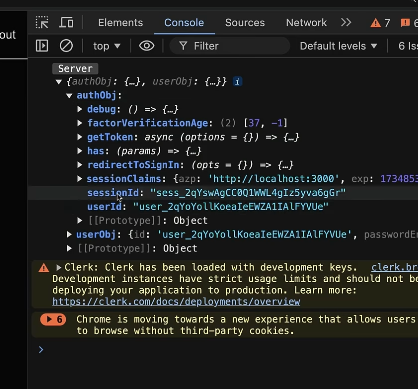 out
Elements Console Sources Network 7
top Filter Default levels 6 Iss
Server
{authObj: {…}, userObj: {…}} i
authObj:
debug: () => {…}
factorVerificationAge: (2) [37, -1]
getToken: async (options = {}) => {…}
has: (params) => {…}
redirectToSignIn: (opts = {}) => {…}
sessionClaims: {azp: 'http://localhost:3000', exp: 1734853
sessionId: "sess_2qYswAgCC0Q1WWL4gIz5yva6gGr"
userId: "user_2qYoYollKoeaIeEWZA1IAlFYVUe"
[[Prototype]]: Object
userObj: {id: 'user_2qYoYollKoeaIeEWZA1IAlFYVUe', passwordEn
[[Prototype]]: Object
Clerk: Clerk has been loaded with development keys. clerk.br
Development instances have strict usage limits and should not be
deploying your application to production. Learn more:
https://clerk.com/docs/deployments/overview
6 Chrome is moving towards a new experience that allows users
to browse without third-party cookies.